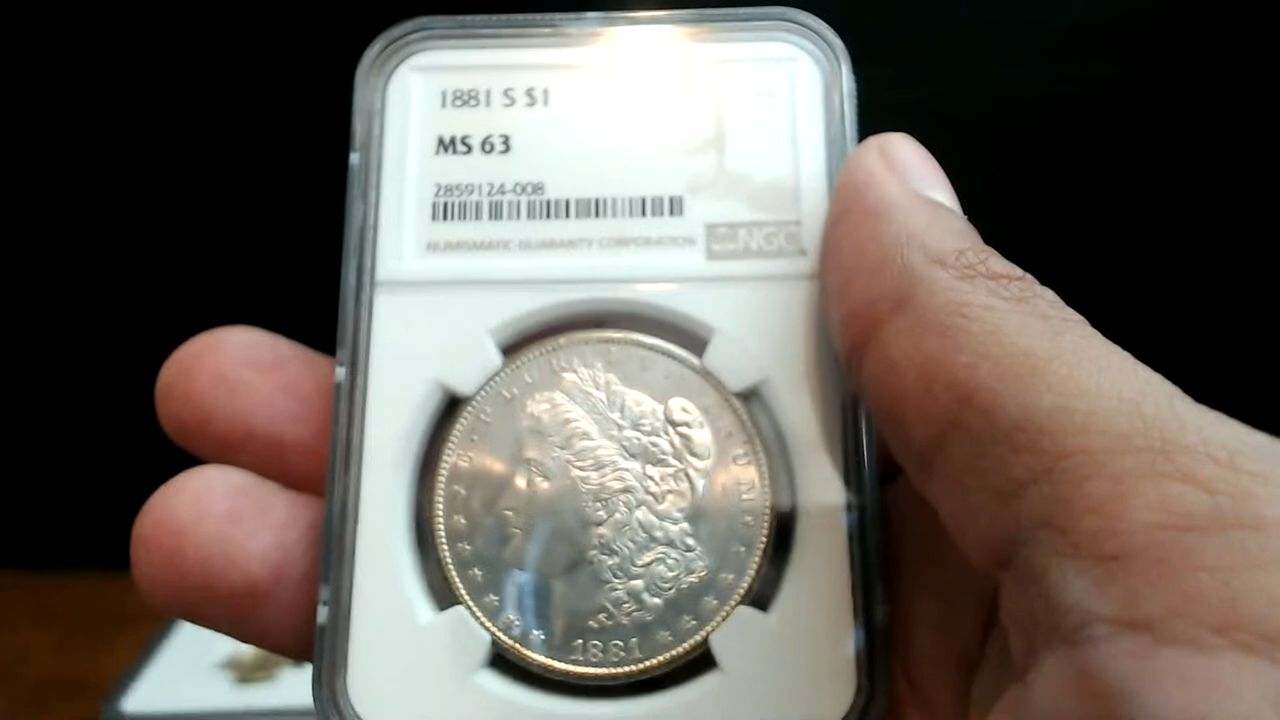 1881 S $1
MS 63
2859124-008
NUMISMATIC GUARANTY CORPORATION
NGC
1881